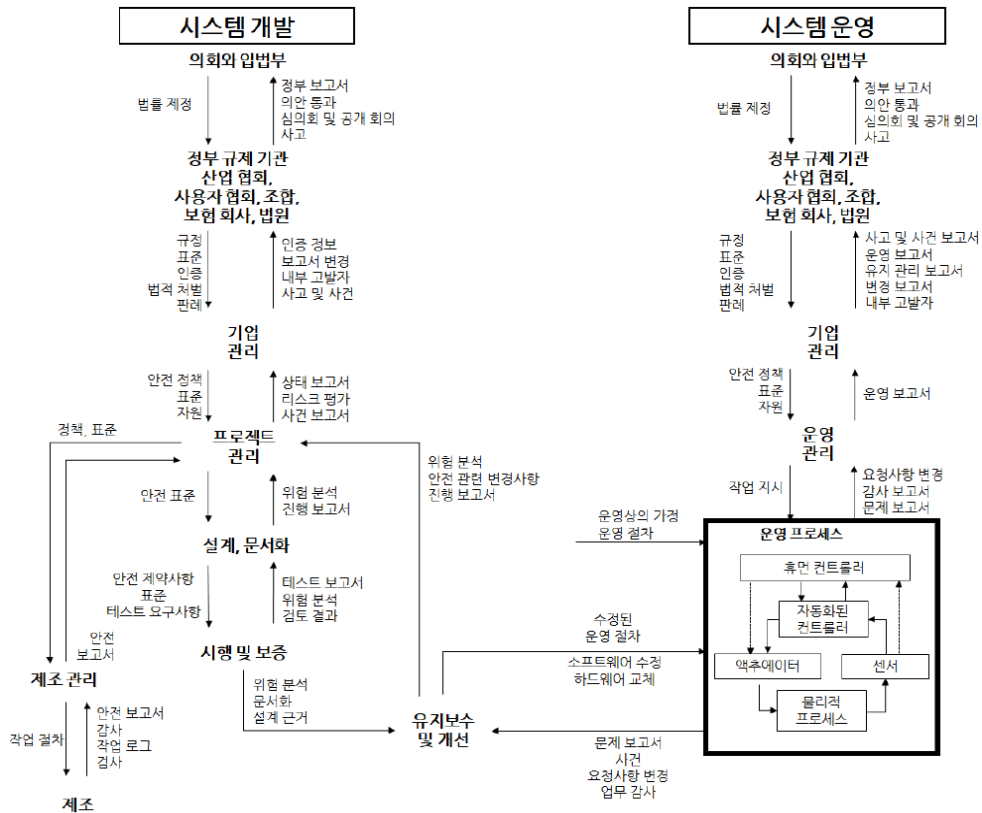 시스템 개발
의회와 입법부
법률 제정
정부 보고서
의안 통과
심의회 및 공개 회의
사고
정부 규제 기관
산업 협회,
사용자 협회, 조합,
보험 회사, 법원
규정
표준
인증
법적 처벌
판례
인증 정보
보고서 변경
내부 고발자
사고 및 사건
기업
관리
안전 정책
표준
자원
상태 보고서
리스크 평가
사건 보고서
정책, 표준
프로젝트
관리
안전 표준
위험 분석
진행 보고서
위험 분석
안전 관련 변경사항
진행 보고서
설계, 문서화
안전 제약사항
표준
테스트 요구사항
테스트 보고서
위험 분석
검토 결과
안전
보고서
시행 및 보증
제조 관리
위험 분석
문서화
설계 근거
작업 절차
안전 보고서
감사
작업 로그
검사
제조
유지보수
및 개선
시스템 운영
의회와 입법부
법률 제정
정부 보고서
의안 통과
심의회 및 공개 회의
사고
정부 규제 기관
산업 협회,
사용자 협회, 조합,
보험 회사, 법원
규정
표준
인증
법적 처벌
판례
사고 및 사건 보고서
운영 보고서
유지 관리 보고서
변경 보고서
내부 고발자
기업
관리
안전 정책
표준
자원
운영 보고서
운영
관리
작업 지시
요청사항 변경
감사 보고서
문제 보고서
운영상의 가정
운영 절차
운영 프로세스
휴먼 컨트롤러
자동화된
컨트롤러
액추에이터
센서
물리적
프로세스
수정된
운영 절차
소프트웨어 수정
하드웨어 교체
문제 보고서
사건
요청사항 변경
업무 감사